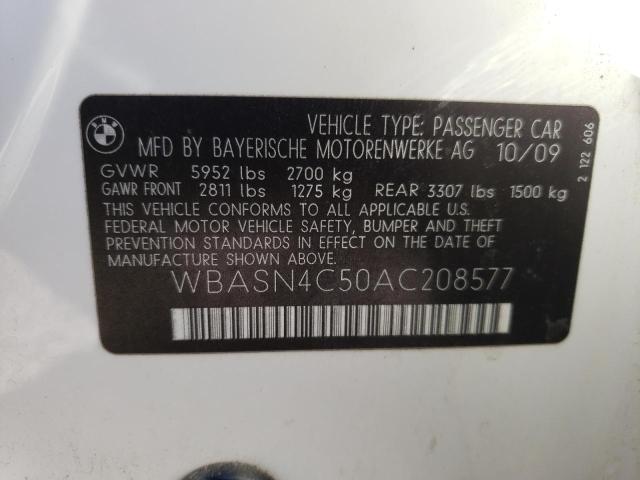 BMW
VEHICLE TYPE: PASSENGER CAR
MFD BY BAYERISCHE MOTORENWERKE AG 10/09
GVWR 5952 lbs 2700 kg
GAWR FRONT 2811 lbs 1275 kg REAR 3307 lbs 1500 kg
THIS VEHICLE CONFORMS TO ALL APPLICABLE U.S.
FEDERAL MOTOR VEHICLE SAFETY, BUMPER AND THEFT
PREVENTION STANDARDS IN EFFECT ON THE DATE OF
MANUFACTURE SHOWN ABOVE.
WBASN4C50AC208577
2 122 606